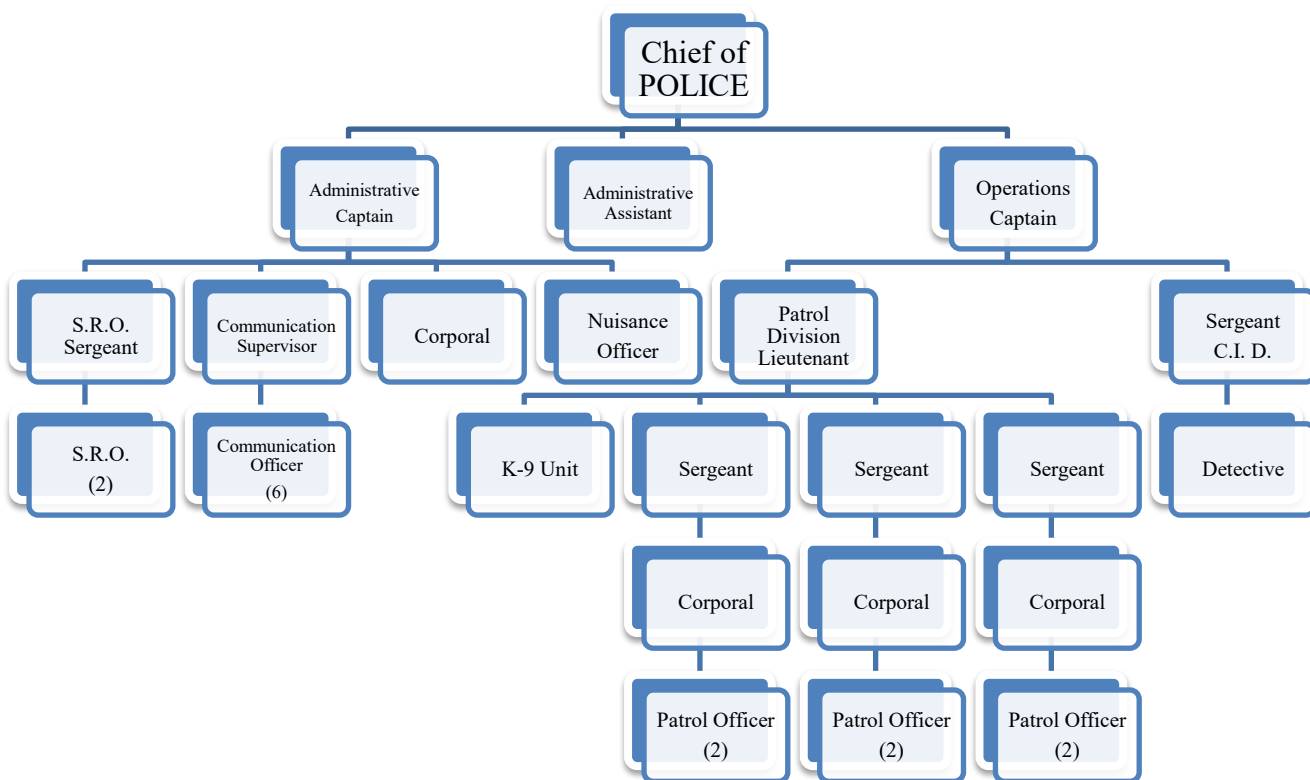 Chief of
POLICE
Administrative
Captain
Administrative
Assistant
Operations
Captain
S.R.O.
Sergeant
Communication
Supervisor
Corporal
Nuisance
Officer
Patrol
Division
Lieutenant
Sergeant
C.I. D.
S.R.O.
(2)
Communication
Officer
(6)
K-9 Unit
Sergeant
Sergeant
Sergeant
Detective
Corporal
Corporal
Corporal
Patrol Officer
(2)
Patrol Officer
(2)
Patrol Officer
(2)